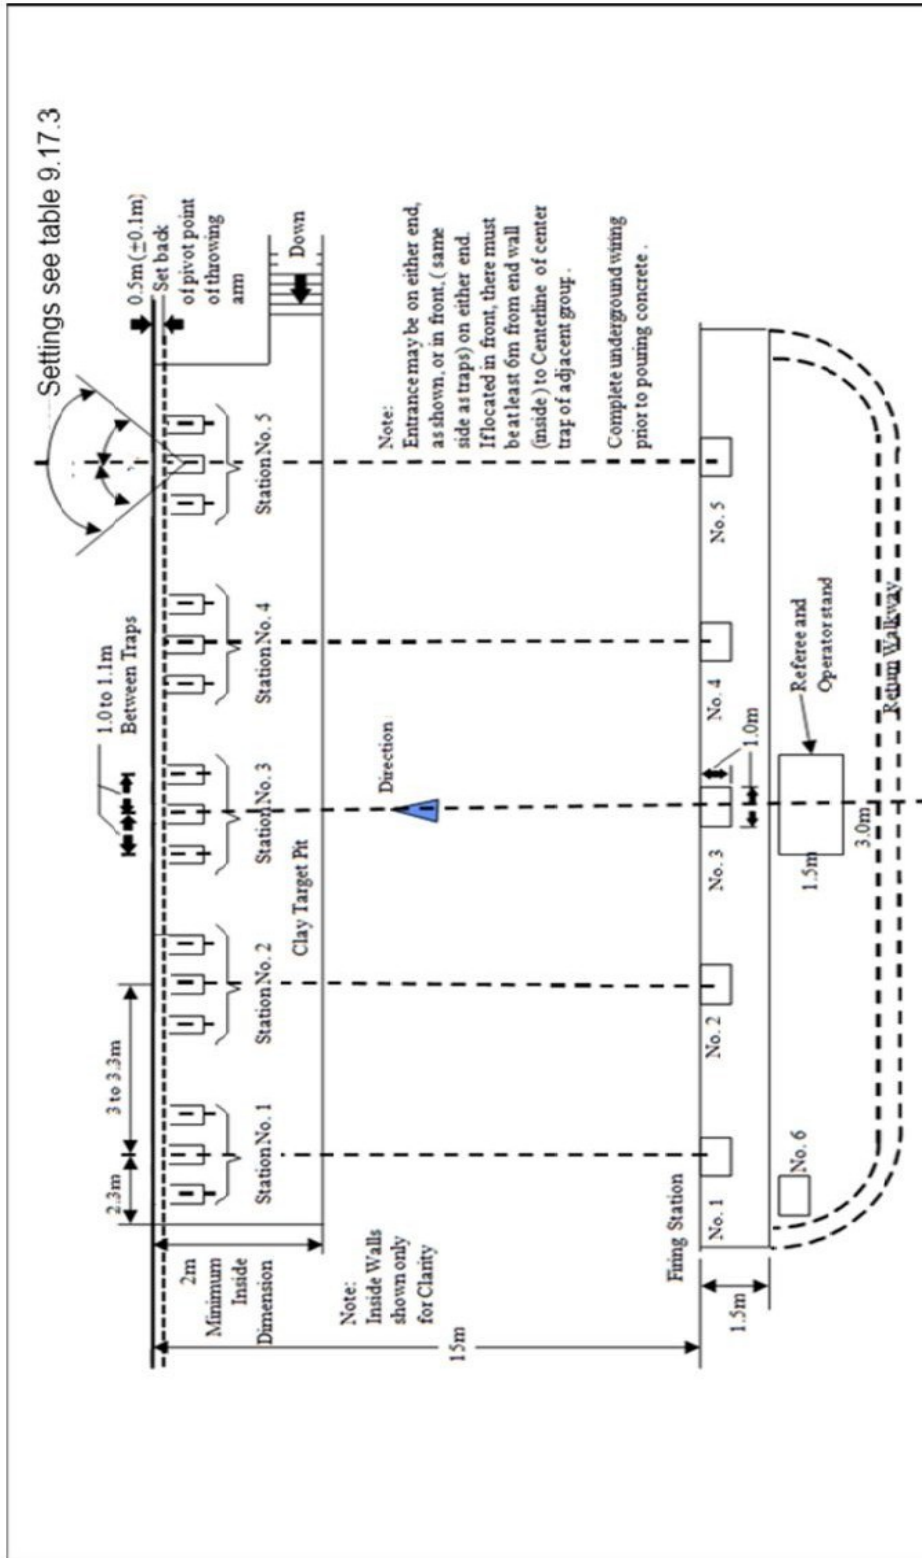 Settings see table 9.17.3
0.5m (±0.1m)
Set back
of pivot point
of throwing
arm
Down
1.0 to 1.1m
Between Traps
3 to 3.3m
2.3m
Station No. 1
Station No. 2
Station No. 3
Station No. 4
Station No. 5
Clay Target Pit
2m
Minimum
Inside
Dimension
Note:
Inside Walls
shown only
for Clarity
15m
Direction
Note:
Entrance may be on either end,
as shown, or in front, ( same
side as traps) on either end.
If located in front, there must
be at least 6m from end wall
(inside) to Centerline of center
trap of adjacent group .
Complete underground wiring
prior to pouring concrete .
Firing Station
No. 1
No. 2
No. 3
No. 4
No. 5
1.0m
1.5m
No. 6
1.5m
3.0m
Referee and
Operator stand
Return Walkway